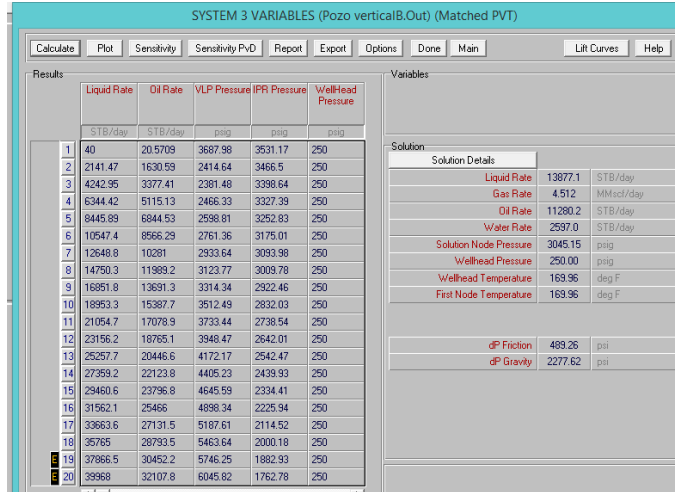 SYSTEM 3 VARIABLES (Pozo verticalB.Out) (Matched PVT)
Calculate Plot Sensitivity Sensitivity PvD Report Export Options Done Main Lift Curves Help
Results
Liquid Rate Oil Rate VLP Pressure IPR Pressure WellHead Pressure
STB/day STB/day psig psig psig
1 40 20.5709 3687.98 3531.17 250
2 2141.47 1630.59 2414.64 3466.5 250
3 4242.95 3377.41 2381.48 3398.64 250
4 6344.42 5115.13 2466.33 3327.39 250
5 8445.89 6844.53 2598.81 3252.83 250
6 10547.4 8566.29 2761.36 3175.01 250
7 12648.8 10281 2933.64 3093.98 250
8 14750.3 11989.2 3123.77 3009.78 250
9 16851.8 13691.3 3314.34 2922.46 250
10 18953.3 15387.7 3512.49 2832.03 250
11 21054.7 17078.9 3733.44 2738.54 250
12 23156.2 18765.1 3948.47 2642.01 250
13 25257.7 20446.6 4172.17 2542.47 250
14 27359.2 22123.8 4405.23 2439.93 250
15 29460.6 23796.8 4645.59 2334.41 250
16 31562.1 25466 4898.34 2225.94 250
17 33663.6 27131.5 5187.61 2114.52 250
18 35765 28793.5 5463.64 2000.18 250
E 19 37866.5 30452.2 5746.25 1882.93 250
E 20 39968 32107.8 6045.82 1762.78 250
Variables
Solution
Solution Details
Liquid Rate 13877.1 STB/day
Gas Rate 4.512 MMscf/day
Oil Rate 11280.2 STB/day
Water Rate 2597.0 STB/day
Solution Node Pressure 3045.15 psig
Wellhead Pressure 250.00 psig
Wellhead Temperature 169.96 deg F
First Node Temperature 169.96 deg F
dP Friction 489.26 psi
dP Gravity 2277.62 psi